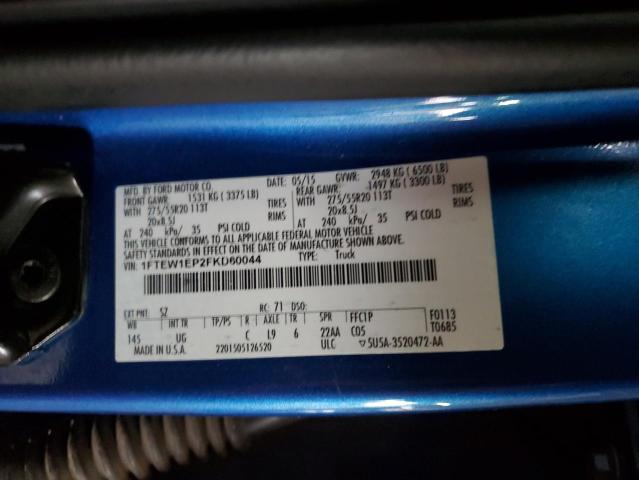 MFD. BY FORD MOTOR CO. DATE: 05/15 GVWR: 2948 KG ( 6500 LB)
FRONT GAWR: 1531 KG ( 3375 LB) REAR GAWR: 1497 KG ( 3300 LB)
WITH 275/55R20 113T TIRES WITH 275/55R20 113T TIRES
20x8.5J RIMS 20x8.5J RIMS
AT 240 kPa/ 35 PSI COLD AT 240 kPa/ 35 PSI COLD
THIS VEHICLE CONFORMS TO ALL APPLICABLE FEDERAL MOTOR VEHICLE
SAFETY STANDARDS IN EFFECT ON THE DATE OF MANUFACTURE SHOWN ABOVE.
VIN: 1FTEW1EP2FKD60044 TYPE: Truck
EXT PNT: SZ RC: 71 DSO:
WB INT TR TP/PS R AXLE TR SPR FFC1P F0113
145 UG C L9 6 22AA C05 T0685
MADE IN U.S.A. 2201505126520 ULC ▽5U5A-3520472-AA